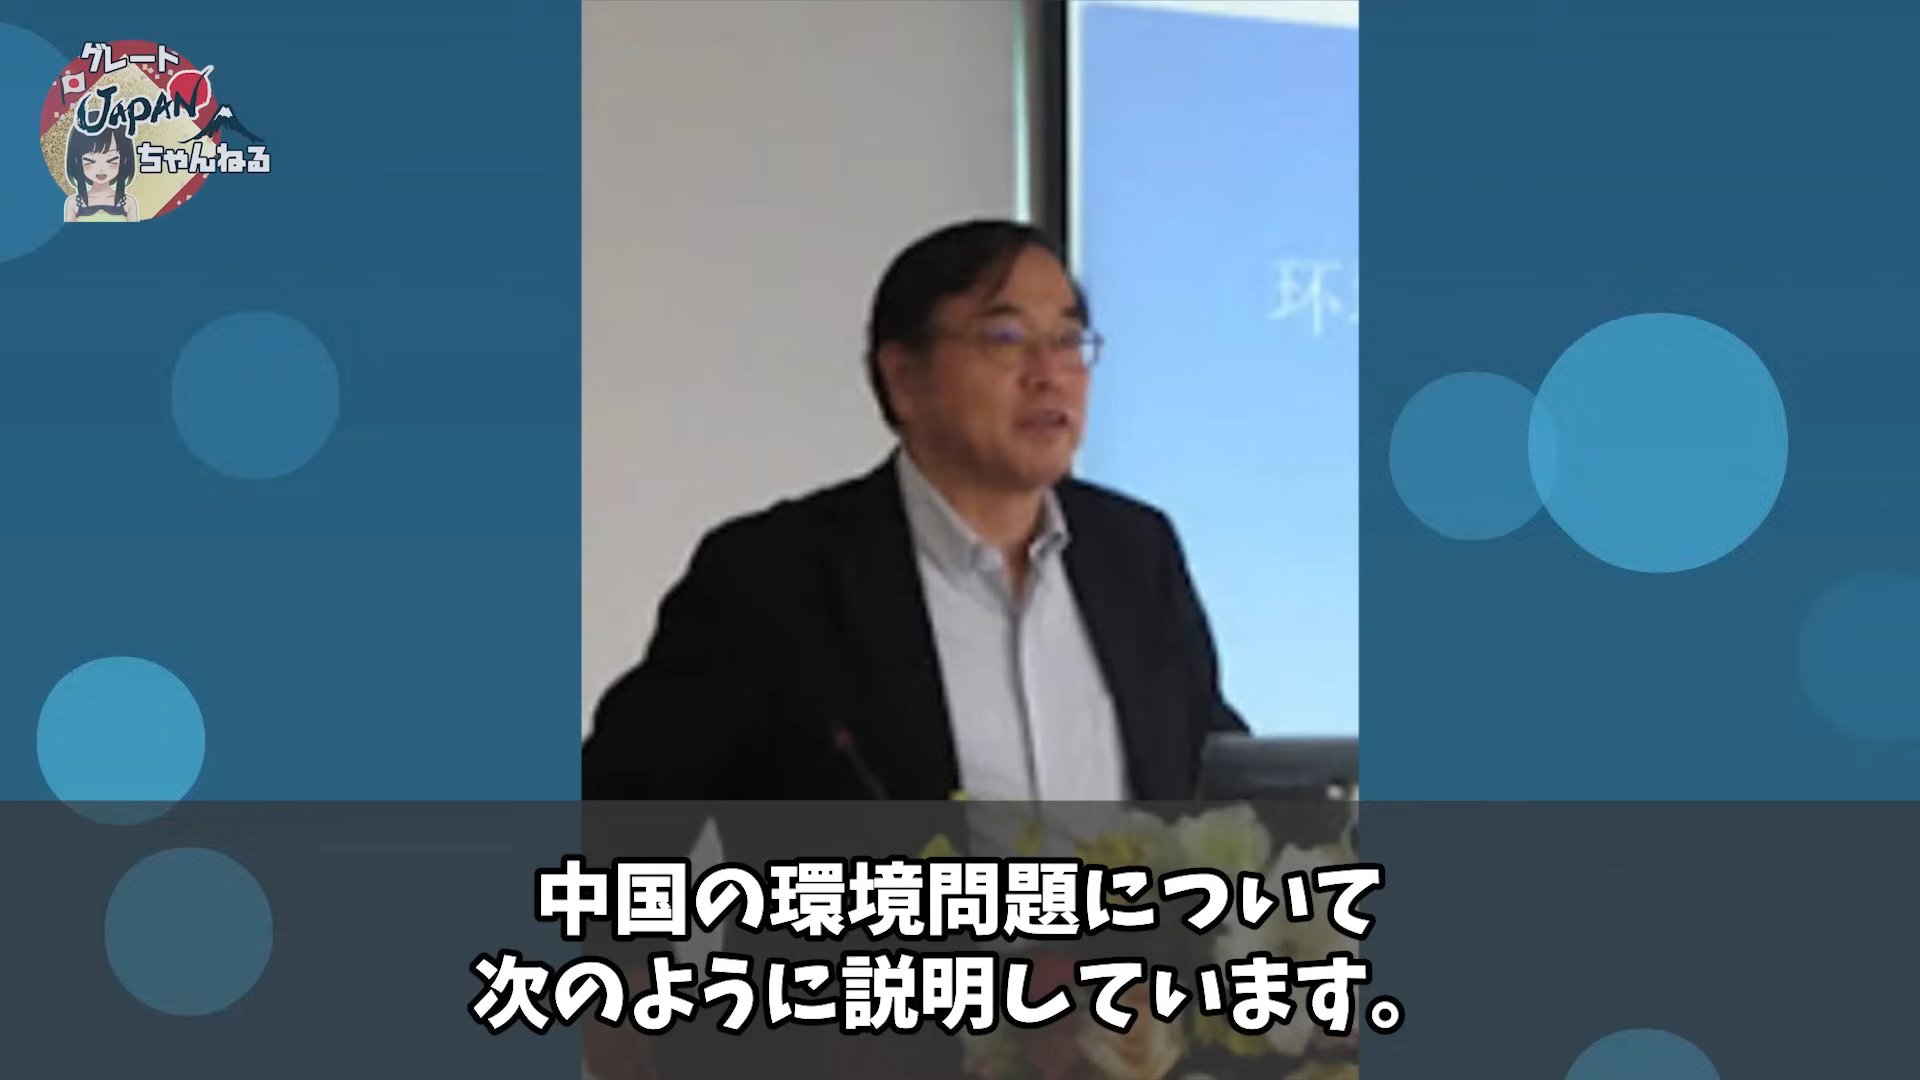 グレート
JAPAN
ちゃんねる
环
中国の環境問題について
次のように説明しています。